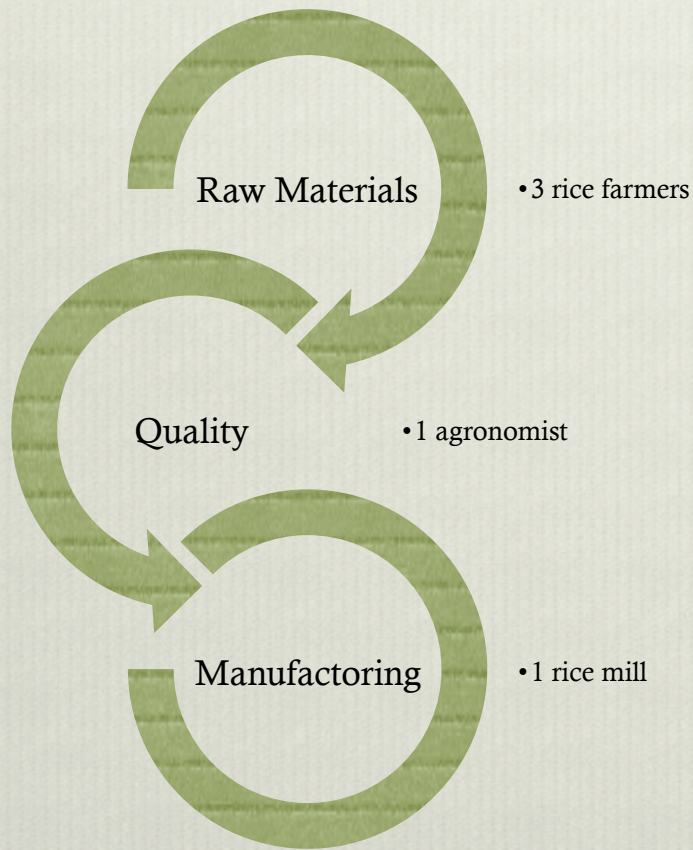 Raw Materials
• 3 rice farmers
Quality
• 1 agronomist
Manufactoring
• 1 rice mill